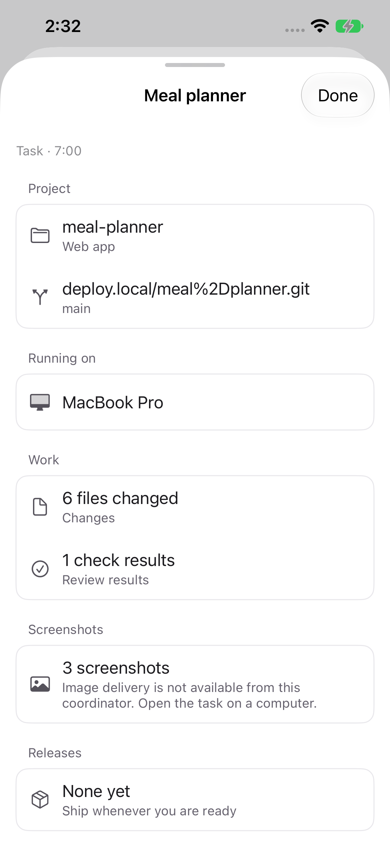 2:32
Meal planner
Done
Task · 7:00
Project
meal-planner
Web app
deploy.local/meal%2Dplanner.git
main
Running on
MacBook Pro
Work
6 files changed
Changes
1 check results
Review results
Screenshots
3 screenshots
Image delivery is not available from this
coordinator. Open the task on a computer.
Releases
None yet
Ship whenever you are ready